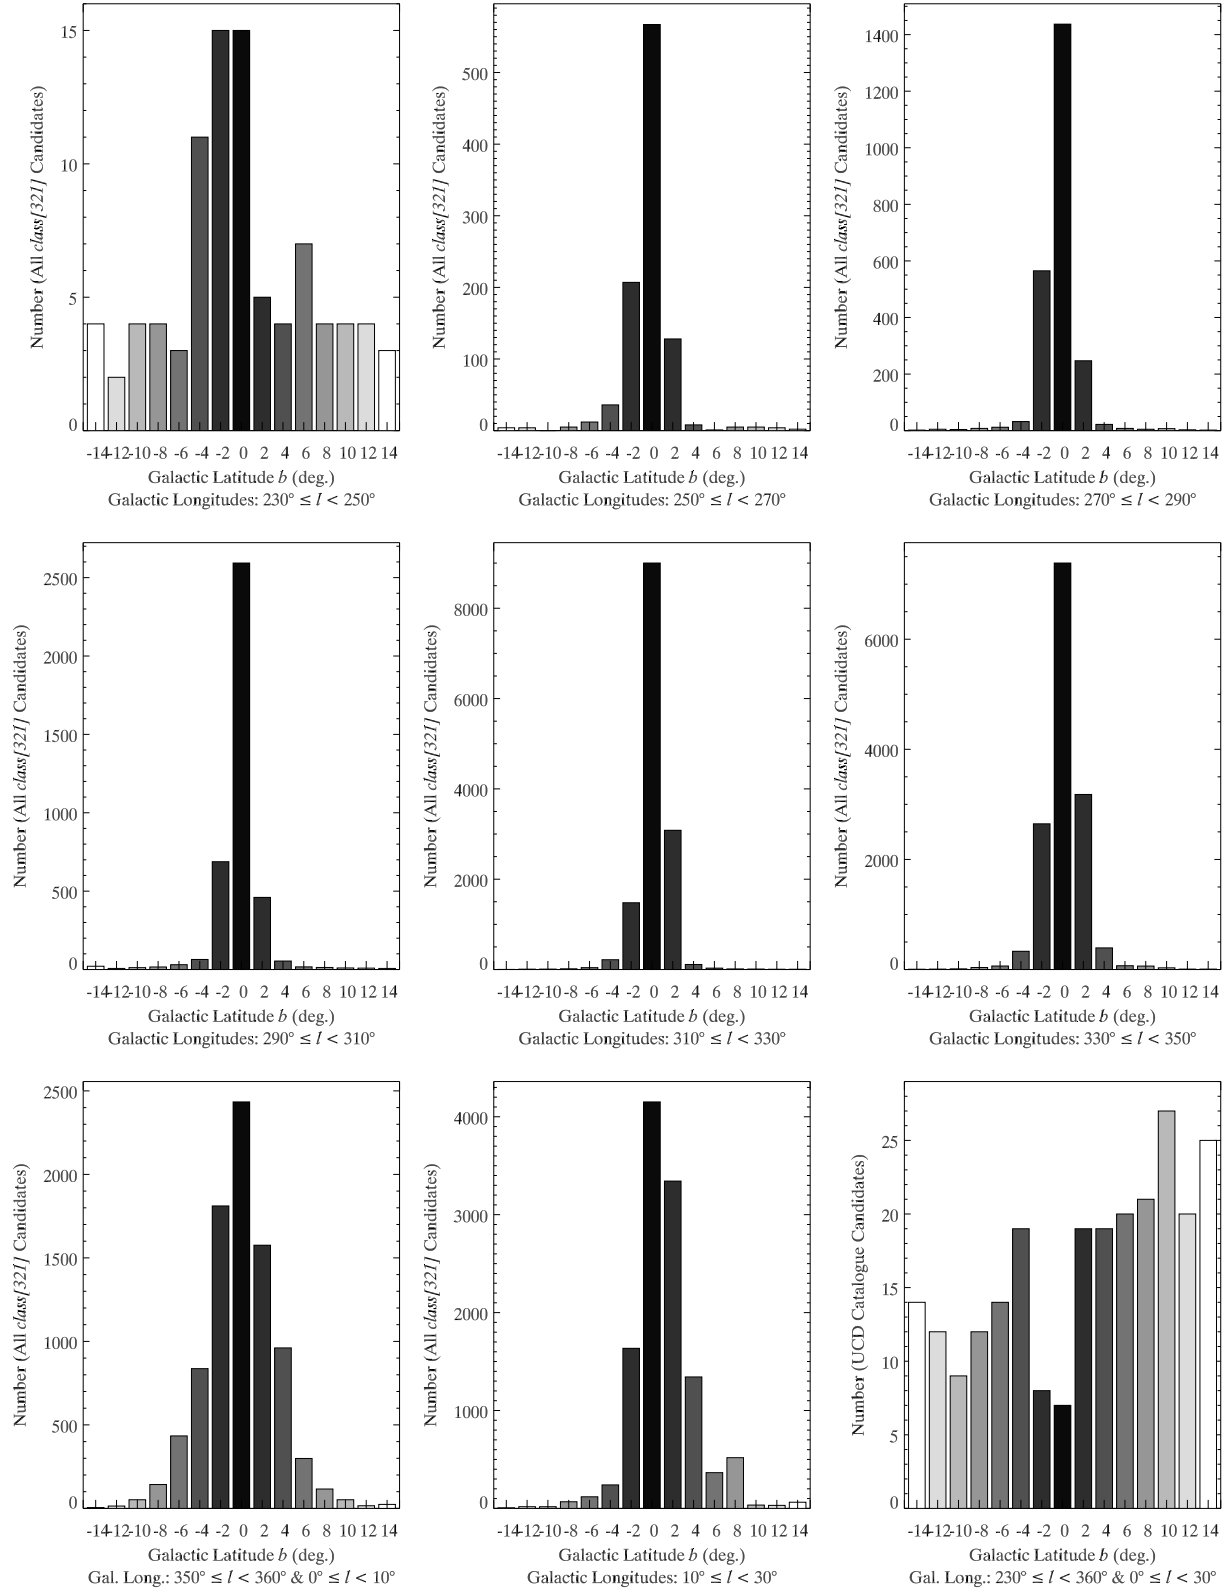 15
10
5
0
Number (All class[321] Candidates)
-14 -12 -10 -8 -6 -4 -2 0 2 4 6 8 10 12 14
Galactic Latitude b (deg.)
Galactic Longitudes: 230° ≤ l < 250°
500
400
300
200
100
0
Number (All class[321] Candidates)
-14 -12 -10 -8 -6 -4 -2 0 2 4 6 8 10 12 14
Galactic Latitude b (deg.)
Galactic Longitudes: 250° ≤ l < 270°
1400
1200
1000
800
600
400
200
0
Number (All class[321] Candidates)
-14 -12 -10 -8 -6 -4 -2 0 2 4 6 8 10 12 14
Galactic Latitude b (deg.)
Galactic Longitudes: 270° ≤ l < 290°
2500
2000
1500
1000
500
0
Number (All class[321] Candidates)
-14 -12 -10 -8 -6 -4 -2 0 2 4 6 8 10 12 14
Galactic Latitude b (deg.)
Galactic Longitudes: 290° ≤ l < 310°
8000
6000
4000
2000
0
Number (All class[321] Candidates)
-14 -12 -10 -8 -6 -4 -2 0 2 4 6 8 10 12 14
Galactic Latitude b (deg.)
Galactic Longitudes: 310° ≤ l < 330°
6000
4000
2000
0
Number (All class[321] Candidates)
-14 -12 -10 -8 -6 -4 -2 0 2 4 6 8 10 12 14
Galactic Latitude b (deg.)
Galactic Longitudes: 330° ≤ l < 350°
2500
2000
1500
1000
500
0
Number (All class[321] Candidates)
-14 -12 -10 -8 -6 -4 -2 0 2 4 6 8 10 12 14
Galactic Latitude b (deg.)
Gal. Long.: 350° ≤ l < 360° & 0° ≤ l < 10°
4000
3000
2000
1000
0
Number (All class[321] Candidates)
-14 -12 -10 -8 -6 -4 -2 0 2 4 6 8 10 12 14
Galactic Latitude b (deg.)
Galactic Longitudes: 10° ≤ l < 30°
25
20
15
10
5
0
Number (UCD Catalogue Candidates)
-14 -12 -10 -8 -6 -4 -2 0 2 4 6 8 10 12 14
Galactic Latitude b (deg.)
Gal. Long.: 230° ≤ l < 360° & 0° ≤ l < 30°